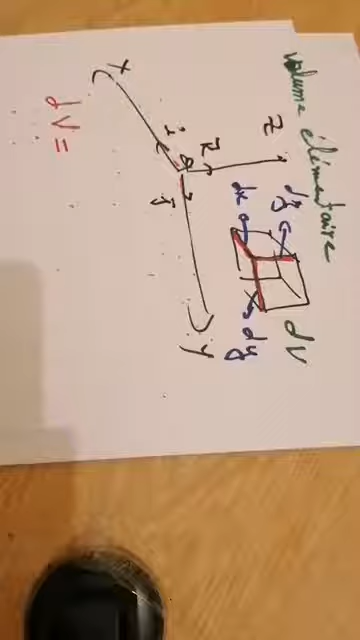 volume élémentaire
Z
dz
k
dx
dV
i
o
j
dy
x
y
dV =